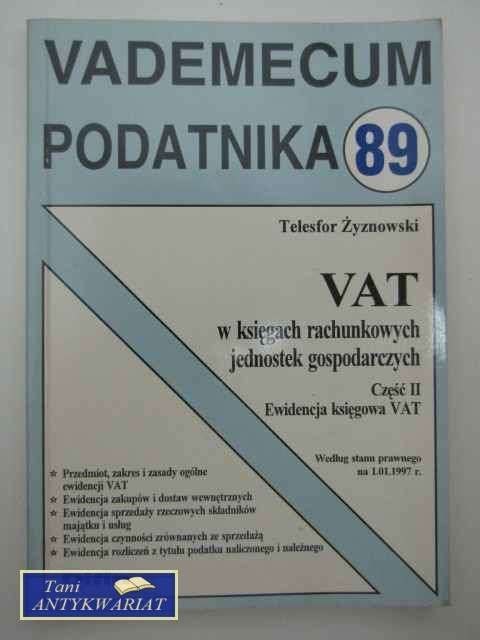 VADEMECUM
PODATNIKA 89
Telesfor Żyznowski
VAT
w księgach rachunkowych
jednostek gospodarczych
Część II
Ewidencja księgowa VAT
Według stanu prawnego
na 1.01.1997 r.
☆ Przedmiot, zakres i zasady ogólne
ewidencji VAT
☆ Ewidencja zakupów i dostaw wewnętrznych
☆ Ewidencja sprzedaży rzeczowych składników
majątku i usług
☆ Ewidencja czynności zrównanych ze sprzedażą
☆ Ewidencja rozliczeń z tytułu podatku naliczonego i należnego
Tani
ANTYKWARIAT